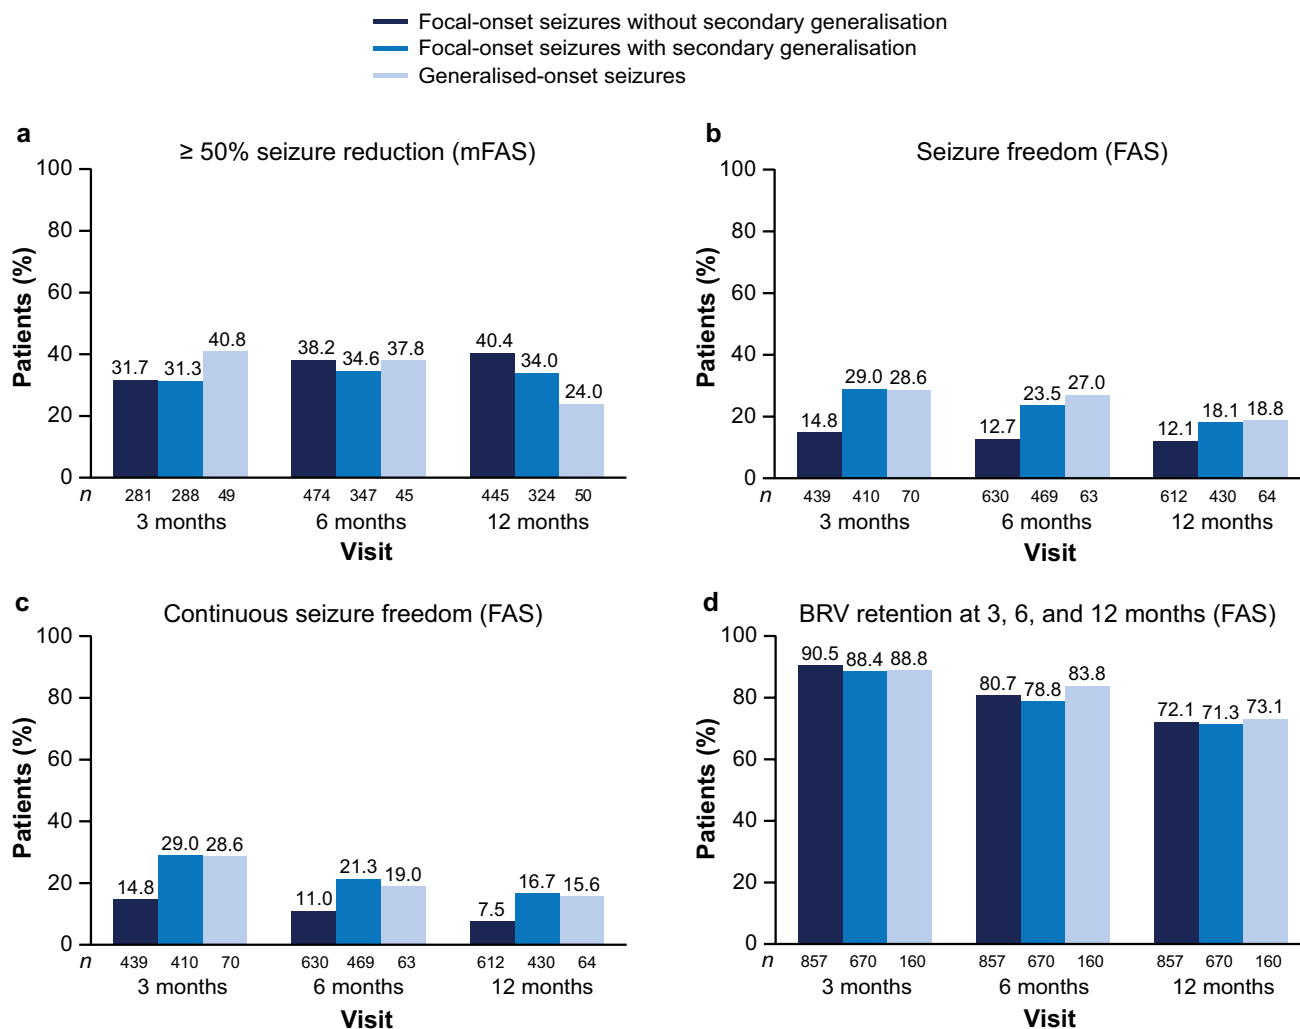 Focal-onset seizures without secondary generalisation
Focal-onset seizures with secondary generalisation
Generalised-onset seizures
a
≥ 50% seizure reduction (mFAS)
Patients (%)
100
80
60
40
20
0
31.7 31.3 40.8
38.2 34.6 37.8
40.4 34.0 24.0
n 281 288 49 474 347 45 445 324 50
3 months 6 months 12 months
Visit
b
Seizure freedom (FAS)
Patients (%)
100
80
60
40
20
0
14.8 29.0 28.6
12.7 23.5 27.0
12.1 18.1 18.8
n 439 410 70 630 469 63 612 430 64
3 months 6 months 12 months
Visit
c
Continuous seizure freedom (FAS)
Patients (%)
100
80
60
40
20
0
14.8 29.0 28.6
11.0 21.3 19.0
7.5 16.7 15.6
n 439 410 70 630 469 63 612 430 64
3 months 6 months 12 months
Visit
d
BRV retention at 3, 6, and 12 months (FAS)
Patients (%)
100
80
60
40
20
0
90.5 88.4 88.8
80.7 78.8 83.8
72.1 71.3 73.1
n 857 670 160 857 670 160 857 670 160
3 months 6 months 12 months
Visit